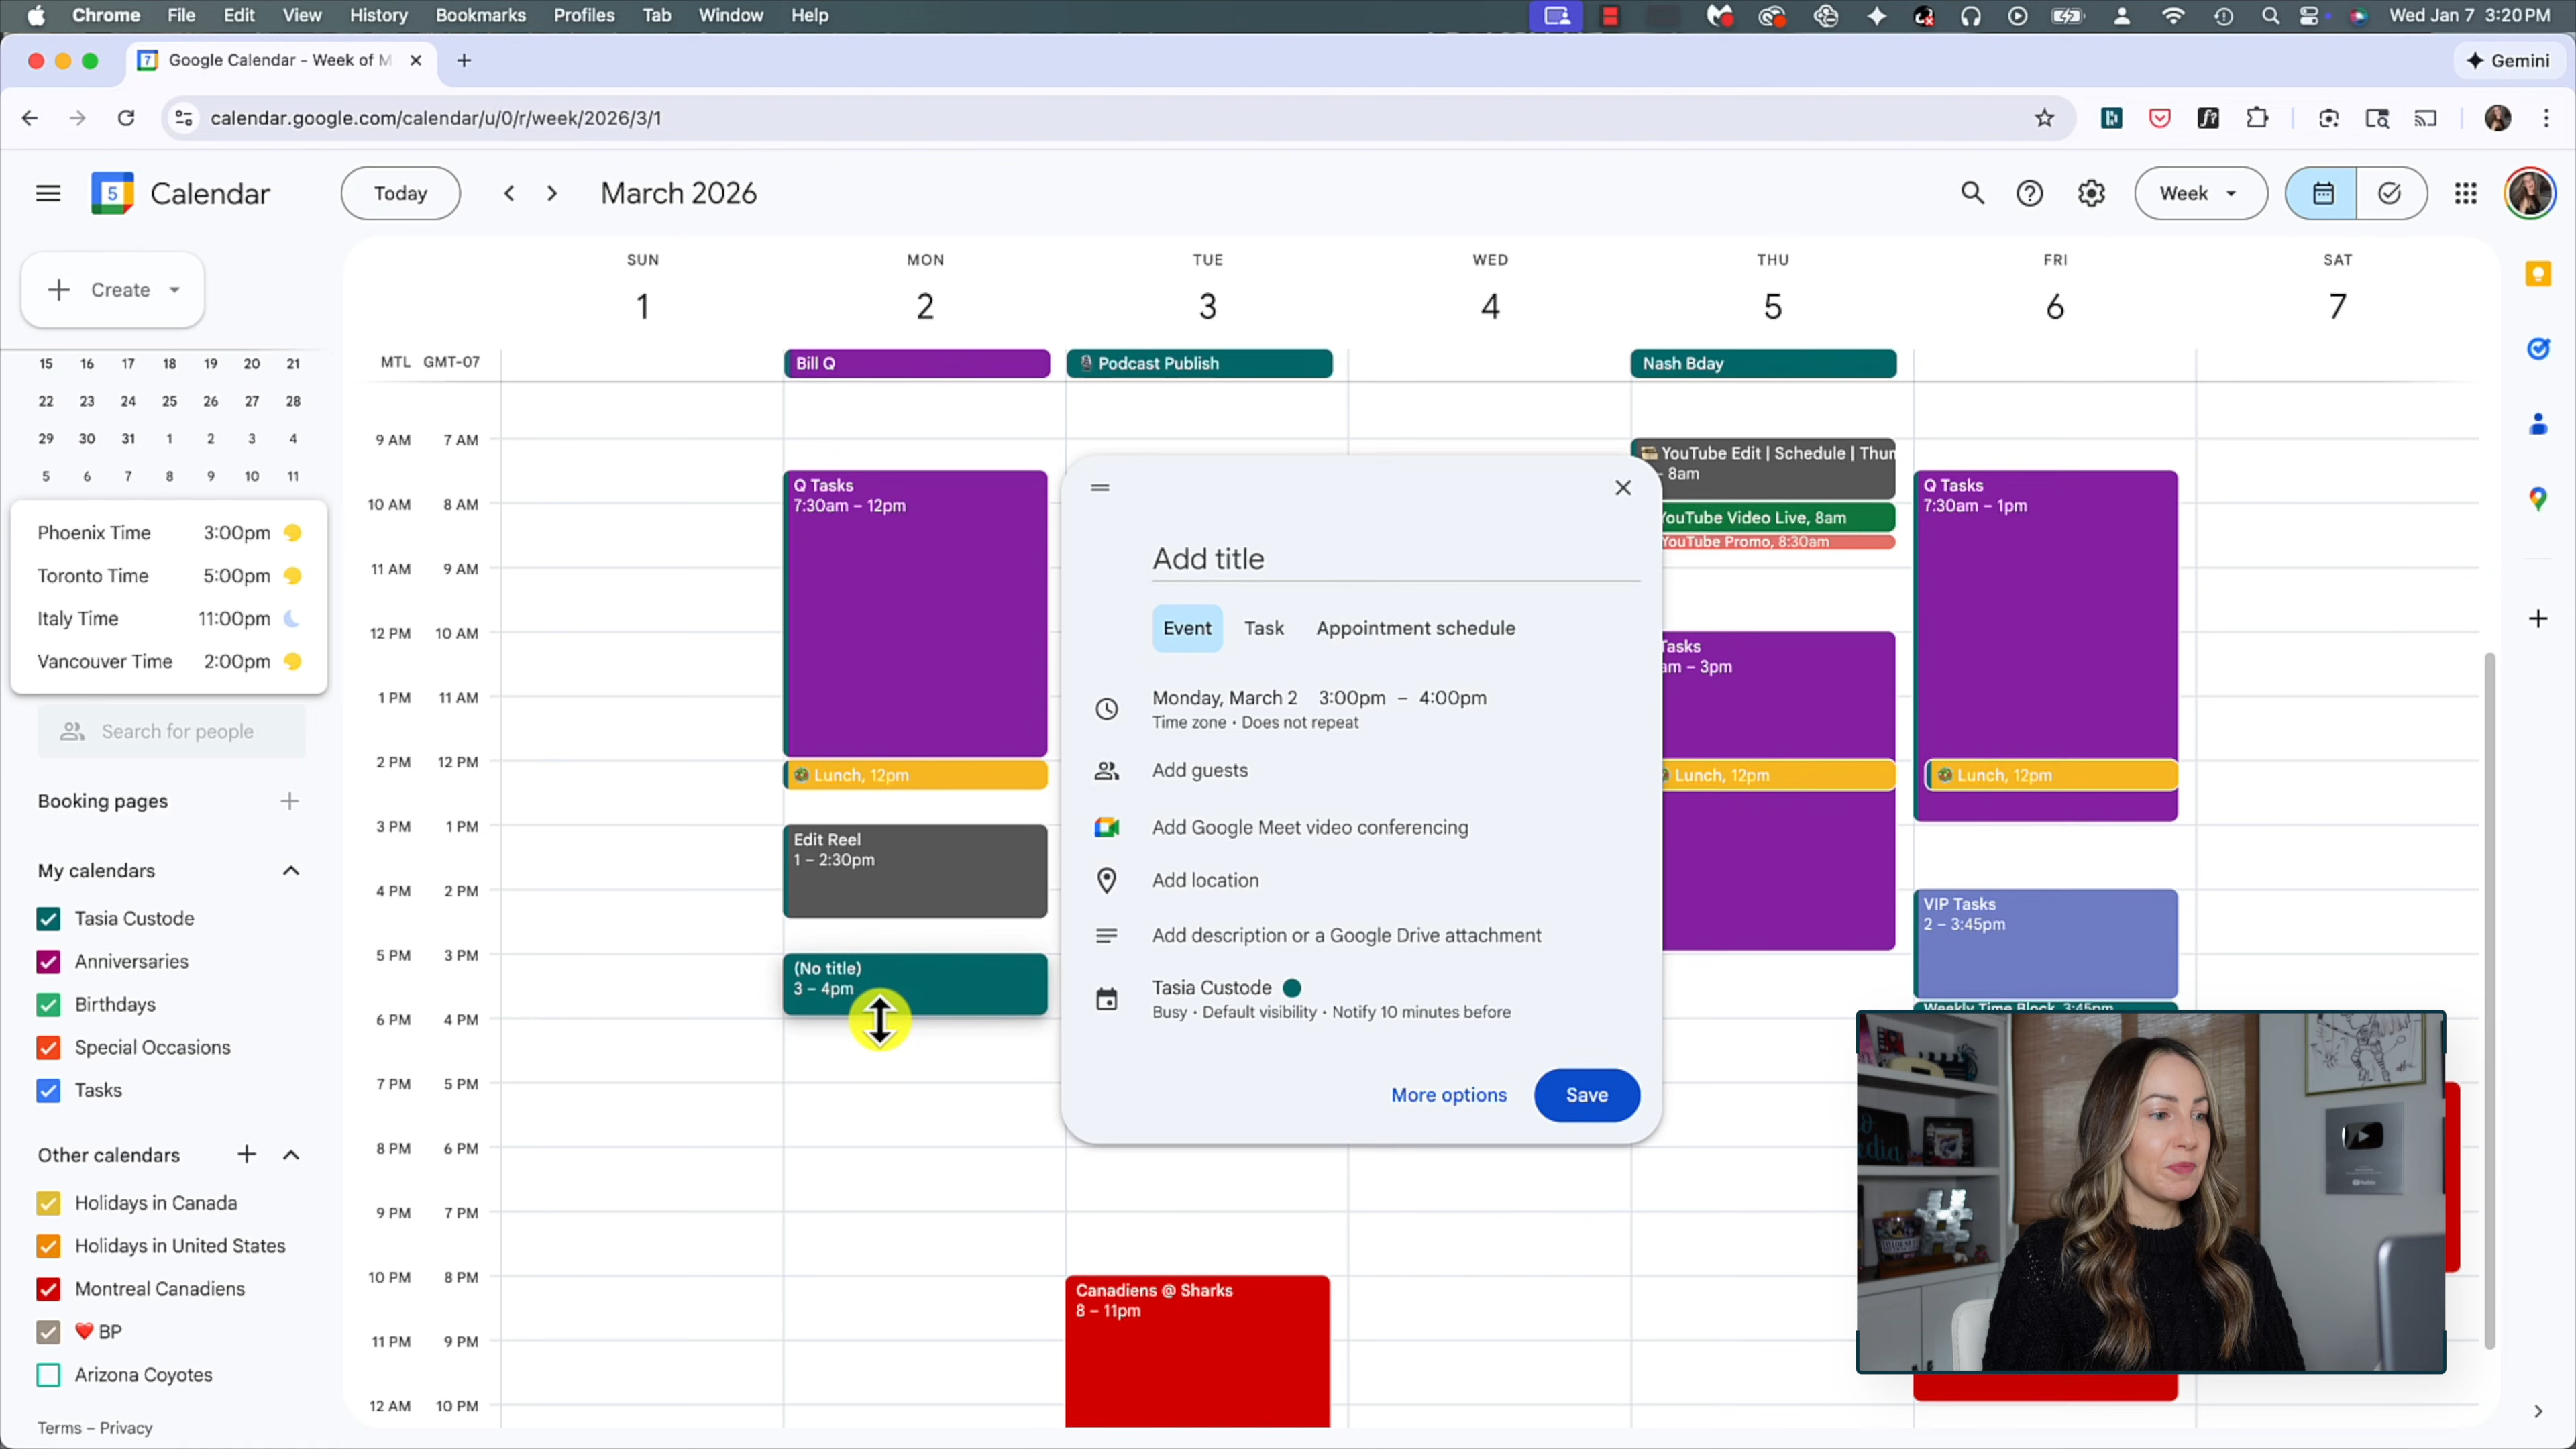 Chrome File Edit View History Bookmarks Profiles Tab Window Help
Wed Jan 7 3:20 PM
Google Calendar - Week of M
Gemini
calendar.google.com/calendar/u/0/r/week/2026/3/1
5 Calendar
Today
March 2026
Week
Create
SUN MON TUE WED THU FRI SAT
1 2 3 4 5 6 7
MTL GMT-07
Bill Q
Podcast Publish
Nash Bday
15 16 17 18 19 20 21
22 23 24 25 26 27 28
29 30 31 1 2 3 4
5 6 7 8 9 10 11
Phoenix Time 3:00pm
Toronto Time 5:00pm
Italy Time 11:00pm
Vancouver Time 2:00pm
Search for people
Booking pages
My calendars
Tasia Custode
Anniversaries
Birthdays
Special Occasions
Tasks
Other calendars
Holidays in Canada
Holidays in United States
Montreal Canadiens
❤️ BP
Arizona Coyotes
Terms – Privacy
9 AM 7 AM
10 AM 8 AM
11 AM 9 AM
12 PM 10 AM
1 PM 11 AM
2 PM 12 PM
3 PM 1 PM
4 PM 2 PM
5 PM 3 PM
6 PM 4 PM
7 PM 5 PM
8 PM 6 PM
9 PM 7 PM
10 PM 8 PM
11 PM 9 PM
12 AM 10 PM
Q Tasks
7:30am – 12pm
Lunch, 12pm
Edit Reel
1 – 2:30pm
(No title)
3 – 4pm
Canadiens @ Sharks
8 – 11pm
Add title
Event Task Appointment schedule
Monday, March 2 3:00pm – 4:00pm
Time zone • Does not repeat
Add guests
Add Google Meet video conferencing
Add location
Add description or a Google Drive attachment
Tasia Custode
Busy • Default visibility • Notify 10 minutes before
More options
Save
YouTube Edit | Schedule | Thum
– 8am
YouTube Video Live, 8am
YouTube Promo, 8:30am
Tasks
am – 3pm
Lunch, 12pm
Q Tasks
7:30am – 1pm
Lunch, 12pm
VIP Tasks
2 – 3:45pm
Weekly Time Block, 3:45pm